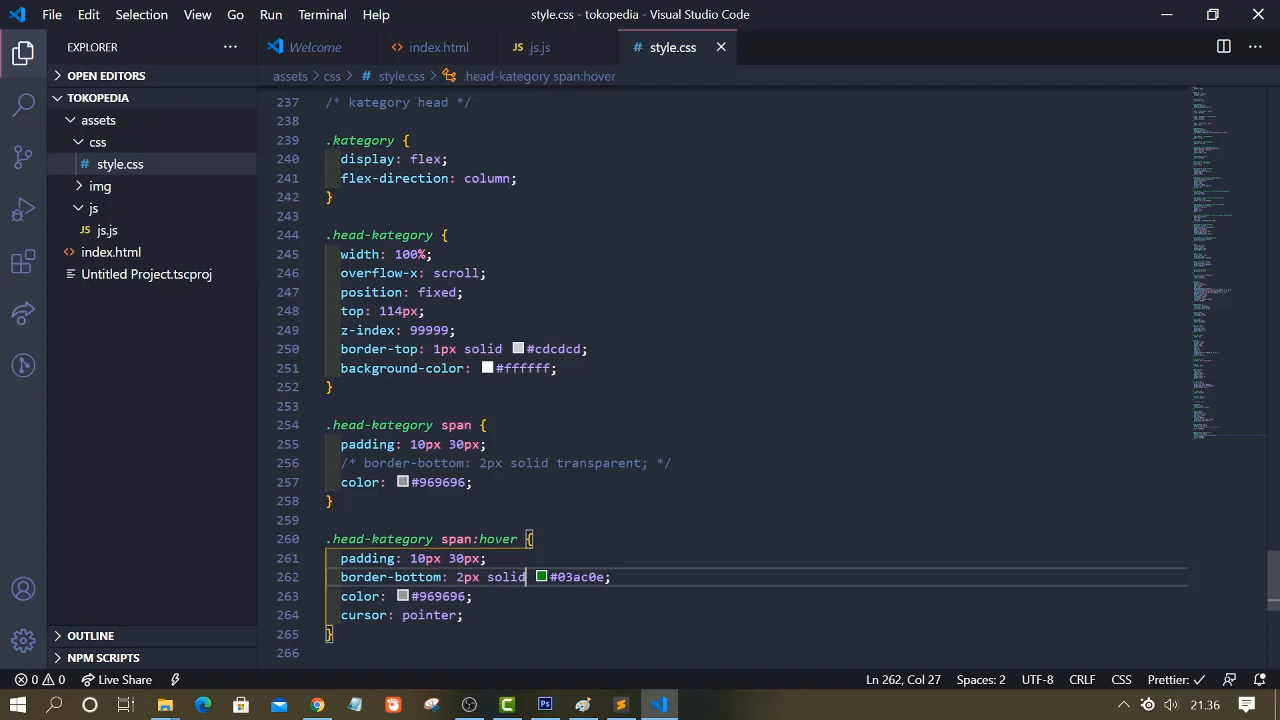 File Edit Selection View Go Run Terminal Help
style.css - tokopedia - Visual Studio Code
EXPLORER
OPEN EDITORS
TOKOPEDIA
assets
css
# style.css
img
js
JS js.js
<> index.html
Untitled Project.tscproj
OUTLINE
NPM SCRIPTS
Welcome
<> index.html
JS js.js
# style.css
assets > css > # style.css > .head-kategory span:hover
237 /* kategory head */
238
239 .kategory {
240 display: flex;
241 flex-direction: column;
242 }
243
244 .head-kategory {
245 width: 100%;
246 overflow-x: scroll;
247 position: fixed;
248 top: 114px;
249 z-index: 99999;
250 border-top: 1px solid #cdcdcd;
251 background-color: #ffffff;
252 }
253
254 .head-kategory span {
255 padding: 10px 30px;
256 /* border-bottom: 2px solid transparent; */
257 color: #969696;
258 }
259
260 .head-kategory span:hover {
261 padding: 10px 30px;
262 border-bottom: 2px solid #03ac0e;
263 color: #969696;
264 cursor: pointer;
265 }
266
0 0 Live Share
Ln 262, Col 27 Spaces: 2 UTF-8 CRLF CSS Prettier: ✓
21.36